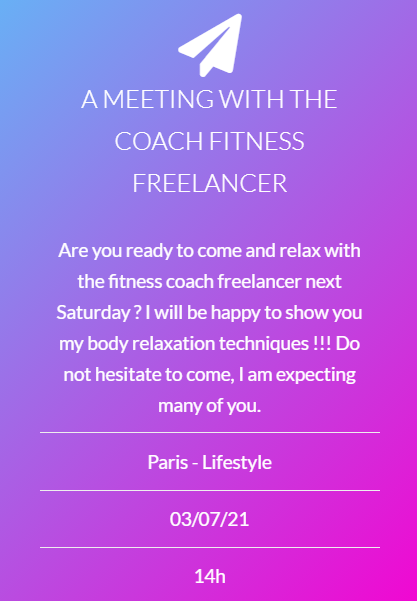 A MEETING WITH THE
COACH FITNESS
FREELANCER
Are you ready to come and relax with
the fitness coach freelancer next
Saturday ? I will be happy to show you
my body relaxation techniques !!! Do
not hesitate to come, I am expecting
many of you.
Paris - Lifestyle
03/07/21
14h